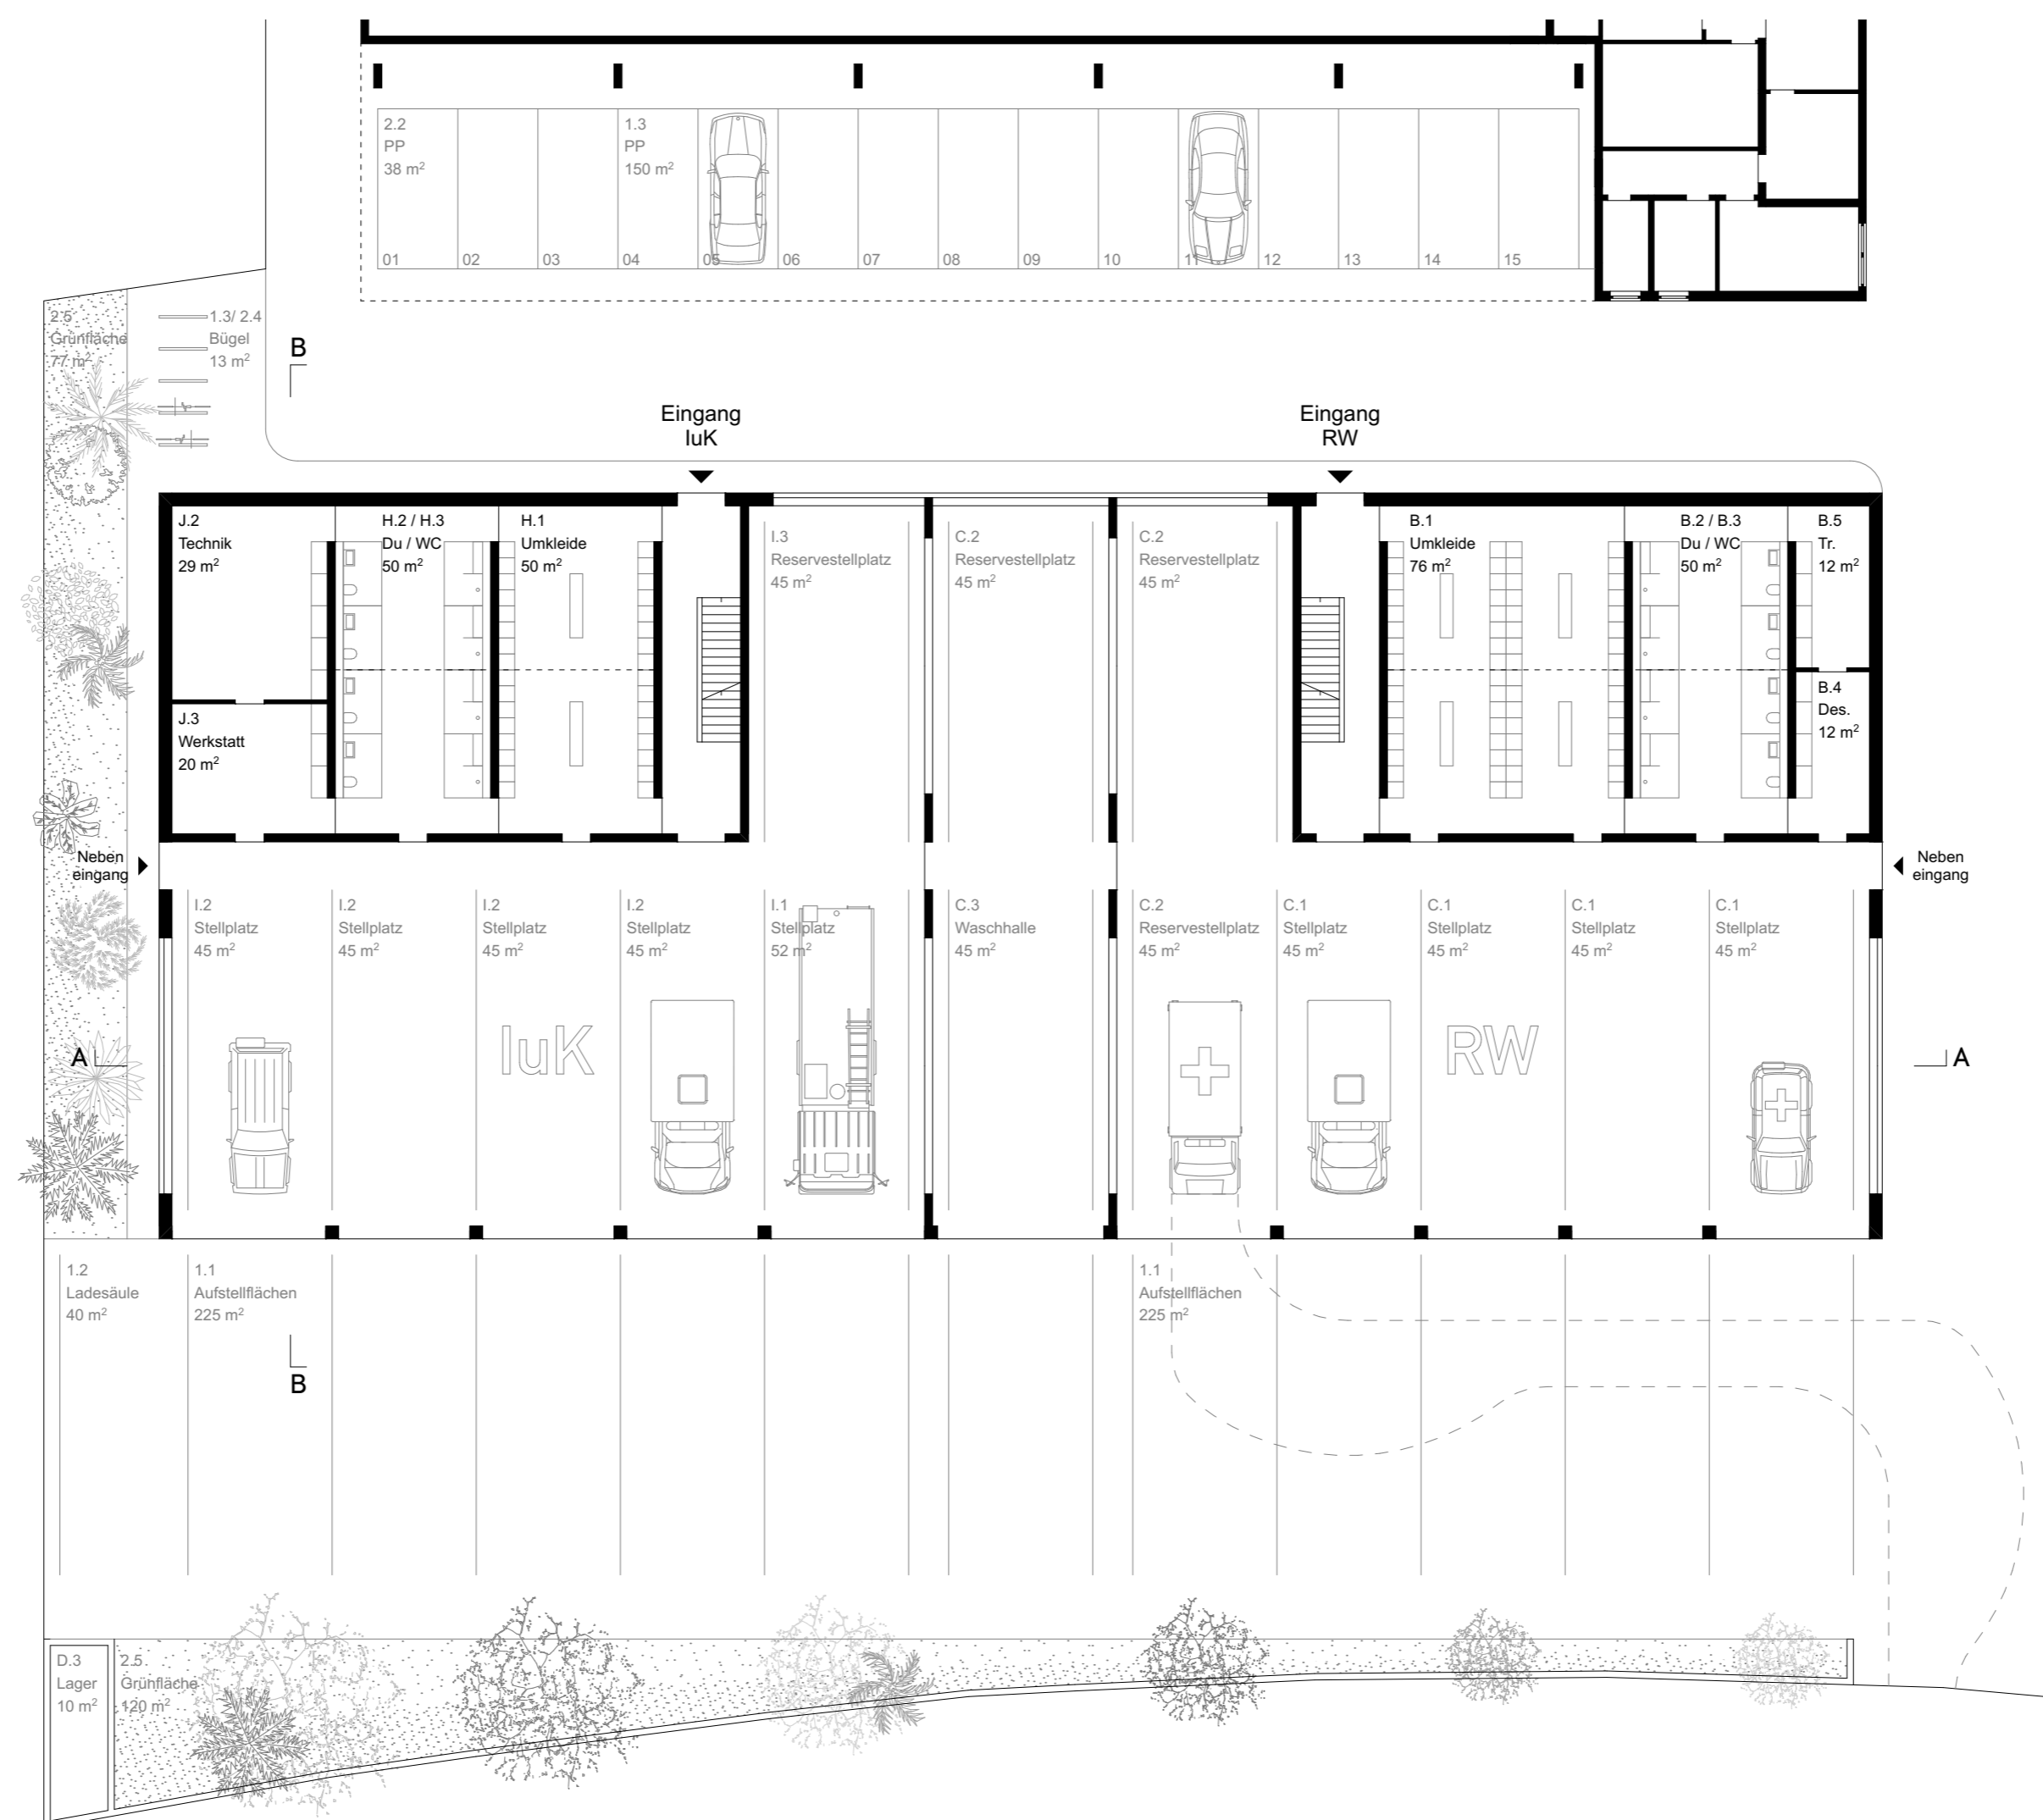 2.2
PP
38 m²
1.3
PP
150 m²
01
02
03
04
05
06
07
08
09
10
11
12
13
14
15
2.5
Grünfläche
77 m²
1.3/ 2.4
Bügel
13 m²
B
Eingang
IuK
Eingang
RW
J.2
Technik
29 m²
H.2 / H.3
Du / WC
50 m²
H.1
Umkleide
50 m²
I.3
Reservestellplatz
45 m²
C.2
Reservestellplatz
45 m²
C.2
Reservestellplatz
45 m²
B.1
Umkleide
76 m²
B.2 / B.3
Du / WC
50 m²
B.5
Tr.
12 m²
J.3
Werkstatt
20 m²
B.4
Des.
12 m²
Neben
eingang
Neben
eingang
I.2
Stellplatz
45 m²
I.2
Stellplatz
45 m²
I.2
Stellplatz
45 m²
I.2
Stellplatz
45 m²
I.1
Stellplatz
52 m²
C.3
Waschhalle
45 m²
C.2
Reservestellplatz
45 m²
C.1
Stellplatz
45 m²
C.1
Stellplatz
45 m²
C.1
Stellplatz
45 m²
C.1
Stellplatz
45 m²
A
IuK
RW
A
1.2
Ladesäule
40 m²
1.1
Aufstellflächen
225 m²
1.1
Aufstellflächen
225 m²
B
D.3
Lager
10 m²
2.5
Grünfläche
120 m²